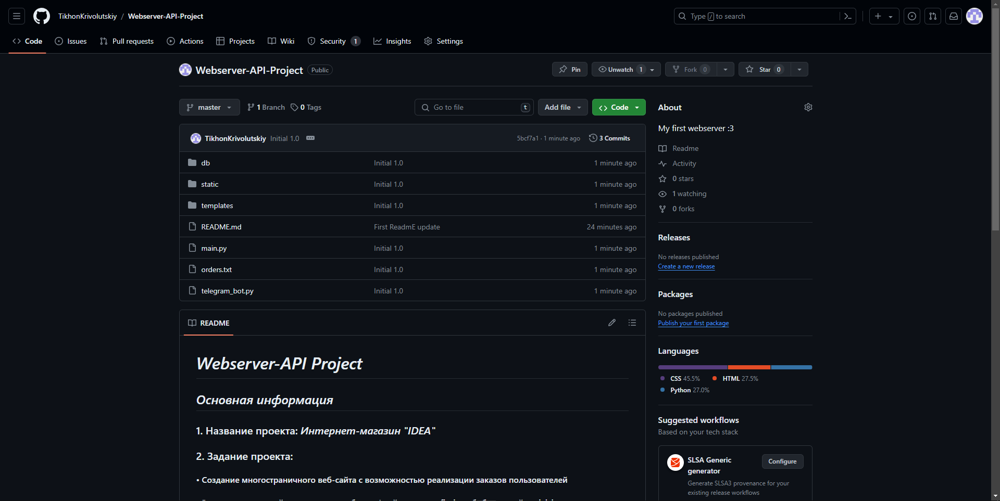 TikhonKrivolutskiy / Webserver-API-Project
Type / to search
Code Issues Pull requests Actions Projects Wiki Security 1 Insights Settings
Webserver-API-Project Public
Pin Unwatch 1 Fork 0 Star 0
master 1 Branch 0 Tags
Go to file t Add file Code
TikhonKrivolutskiy Initial 1.0 5bcf7a1 · 1 minute ago 3 Commits
db Initial 1.0 1 minute ago
static Initial 1.0 1 minute ago
templates Initial 1.0 1 minute ago
README.md First ReadmE update 24 minutes ago
main.py Initial 1.0 1 minute ago
orders.txt Initial 1.0 1 minute ago
telegram_bot.py Initial 1.0 1 minute ago
README
Webserver-API Project
Основная информация
1. Название проекта: Интернет-магазин "IDEA"
2. Задание проекта:
• Создание многостраничного веб-сайта с возможностью реализации заказов пользователей
About
My first webserver :3
Readme
Activity
0 stars
1 watching
0 forks
Releases
No releases published
Create a new release
Packages
No packages published
Publish your first package
Languages
CSS 45.5% HTML 27.5%
Python 27.0%
Suggested workflows
Based on your tech stack
SLSA Generic
generator
Configure
Generate SLSA3 provenance for your
existing release workflows